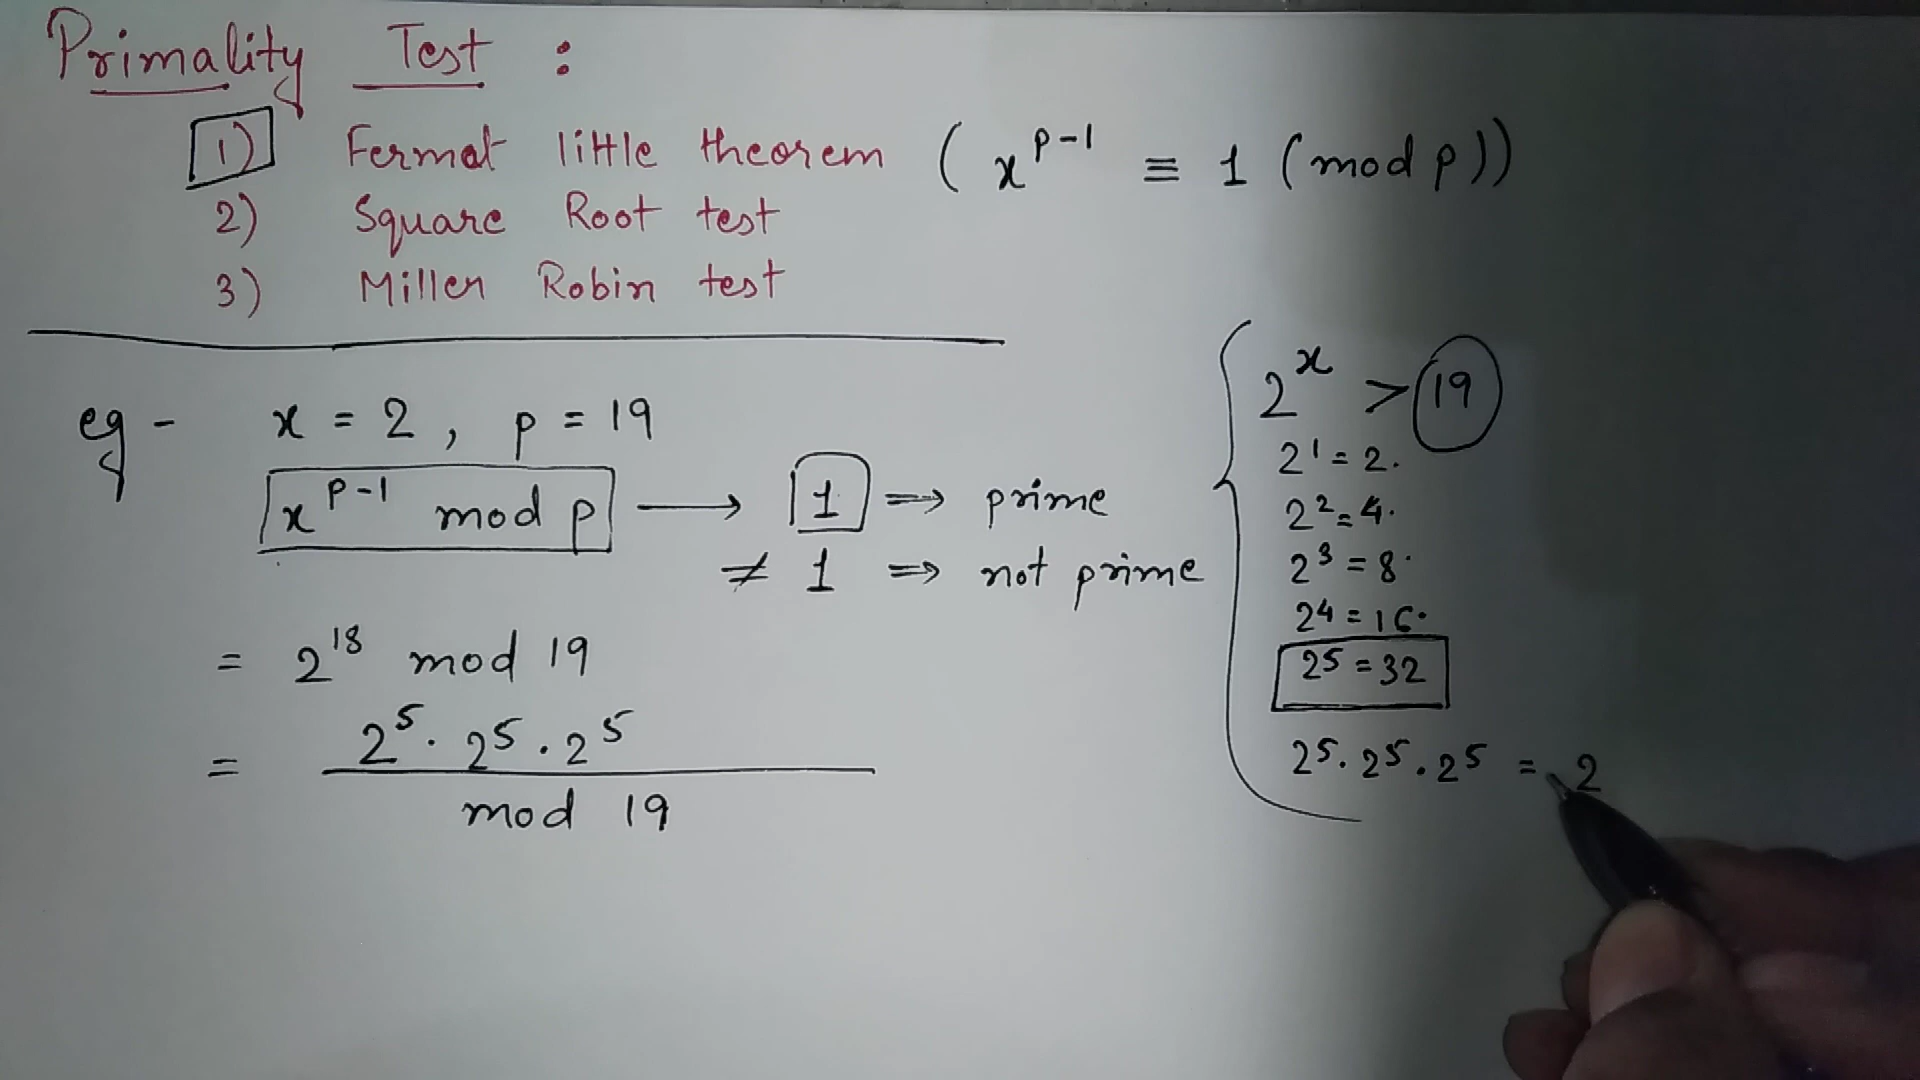 Primality Test :
1) Fermat little theorem ( x^(p-1) ≡ 1 (mod p))
2) Square Root test
3) Miller Robin test
eg - x = 2 , p = 19
x^(p-1) mod p → 1 ⇒ prime
≠ 1 ⇒ not prime
= 2^18 mod 19
= 2^5 . 2^5 . 2^5
mod 19
2^x > 19
2^1 = 2.
2^2 = 4.
2^3 = 8.
2^4 = 16.
2^5 = 32
2^5 . 2^5 . 2^5 = 2